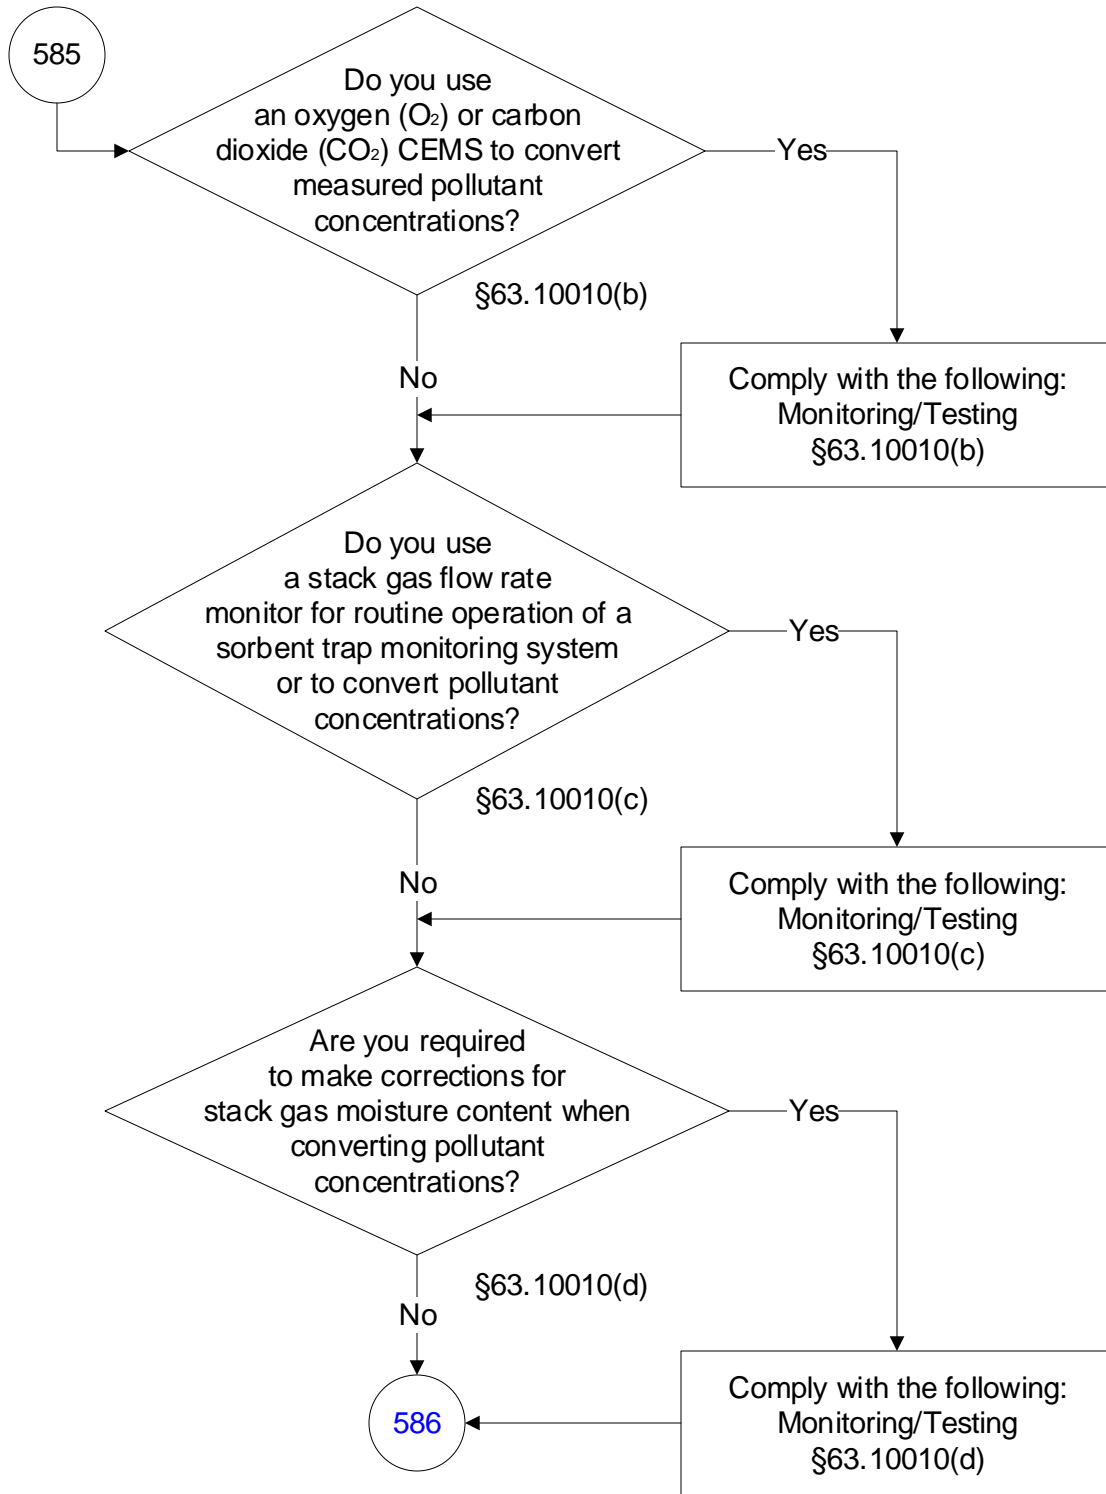 585
Do you use
an oxygen (O₂) or carbon
dioxide (CO₂) CEMS to convert
measured pollutant
concentrations?
Yes
§63.10010(b)
No
Comply with the following:
Monitoring/Testing
§63.10010(b)
Do you use
a stack gas flow rate
monitor for routine operation of a
sorbent trap monitoring system
or to convert pollutant
concentrations?
Yes
§63.10010(c)
No
Comply with the following:
Monitoring/Testing
§63.10010(c)
Are you required
to make corrections for
stack gas moisture content when
converting pollutant
concentrations?
Yes
§63.10010(d)
No
Comply with the following:
Monitoring/Testing
§63.10010(d)
586